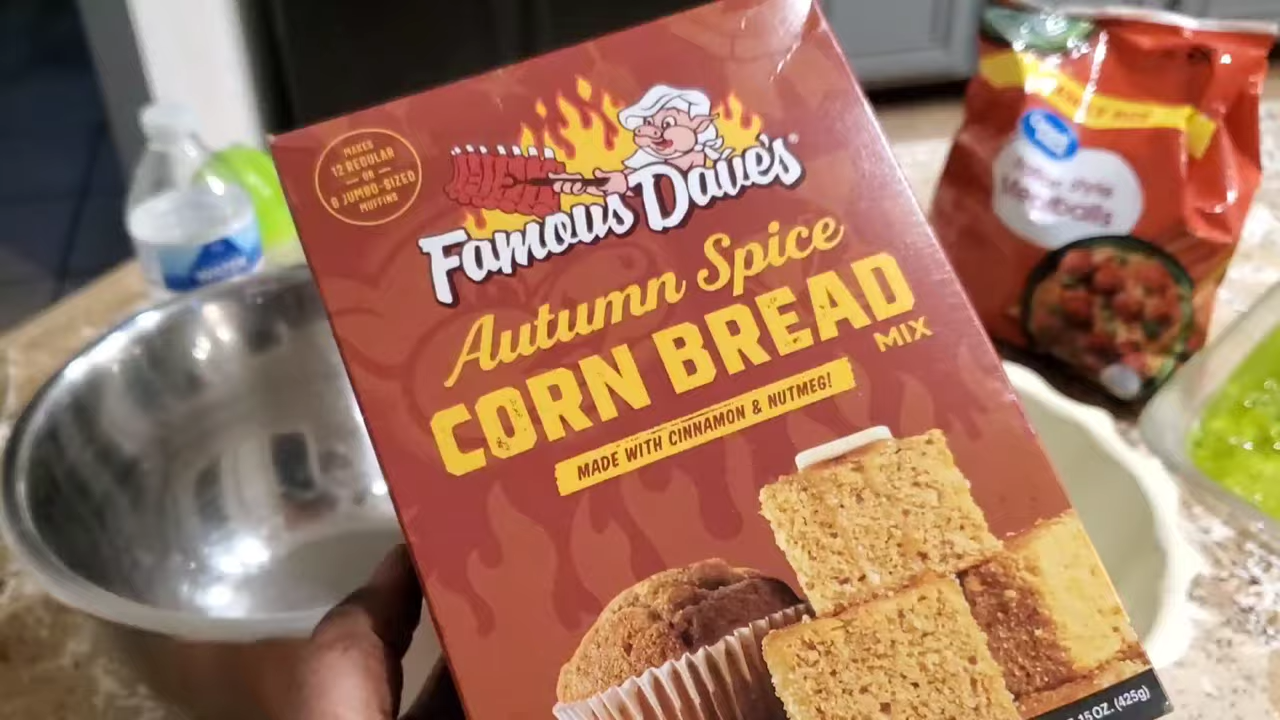 MAKES
12 REGULAR
OR
6 JUMBO-SIZED
MUFFINS
Famous Dave's
Autumn Spice
CORN BREAD
MIX
MADE WITH CINNAMON & NUTMEG!
15 OZ. (425g)
Great Value
Meatballs